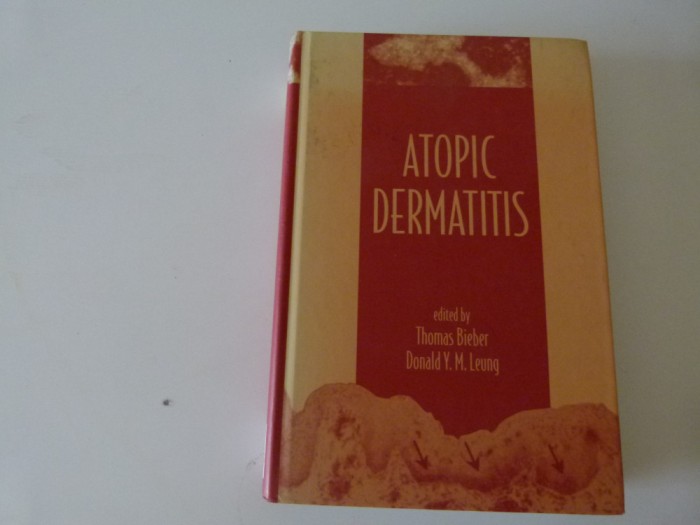 ATOPIC
DERMATITIS
edited by
Thomas Bieber
Donald Y. M. Leung